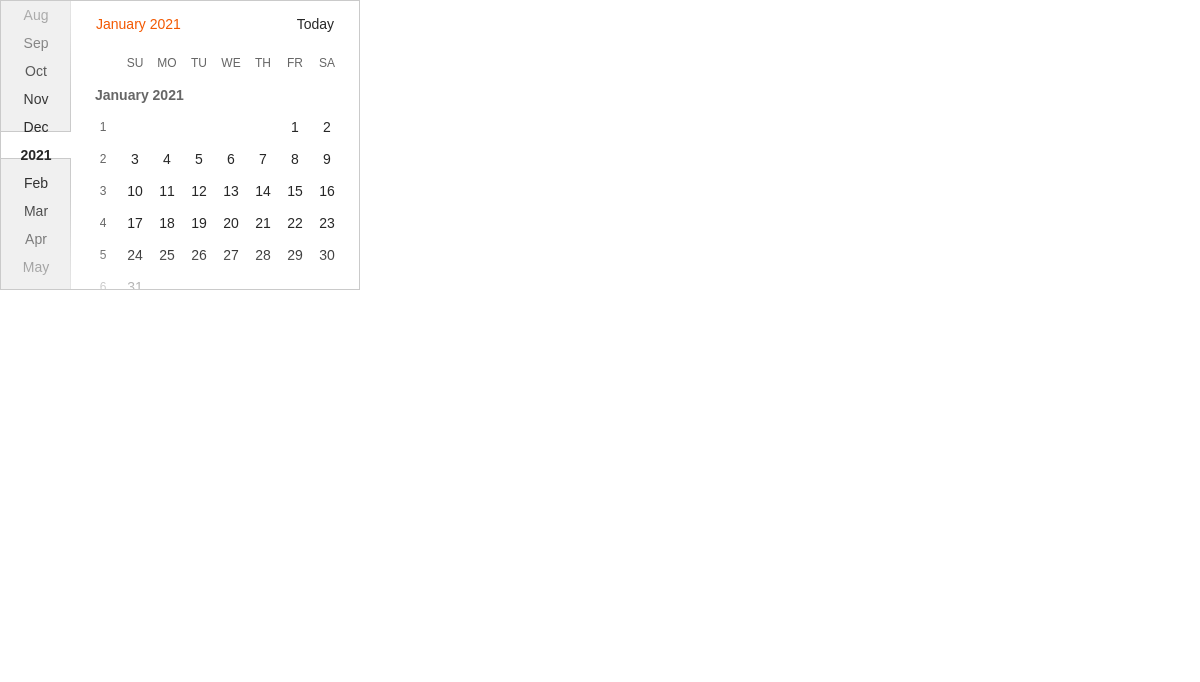 Aug
Sep
Oct
Nov
Dec
2021
Feb
Mar
Apr
May
January 2021 Today
SU MO TU WE TH FR SA
January 2021
1 1 2
2 3 4 5 6 7 8 9
3 10 11 12 13 14 15 16
4 17 18 19 20 21 22 23
5 24 25 26 27 28 29 30
6 31